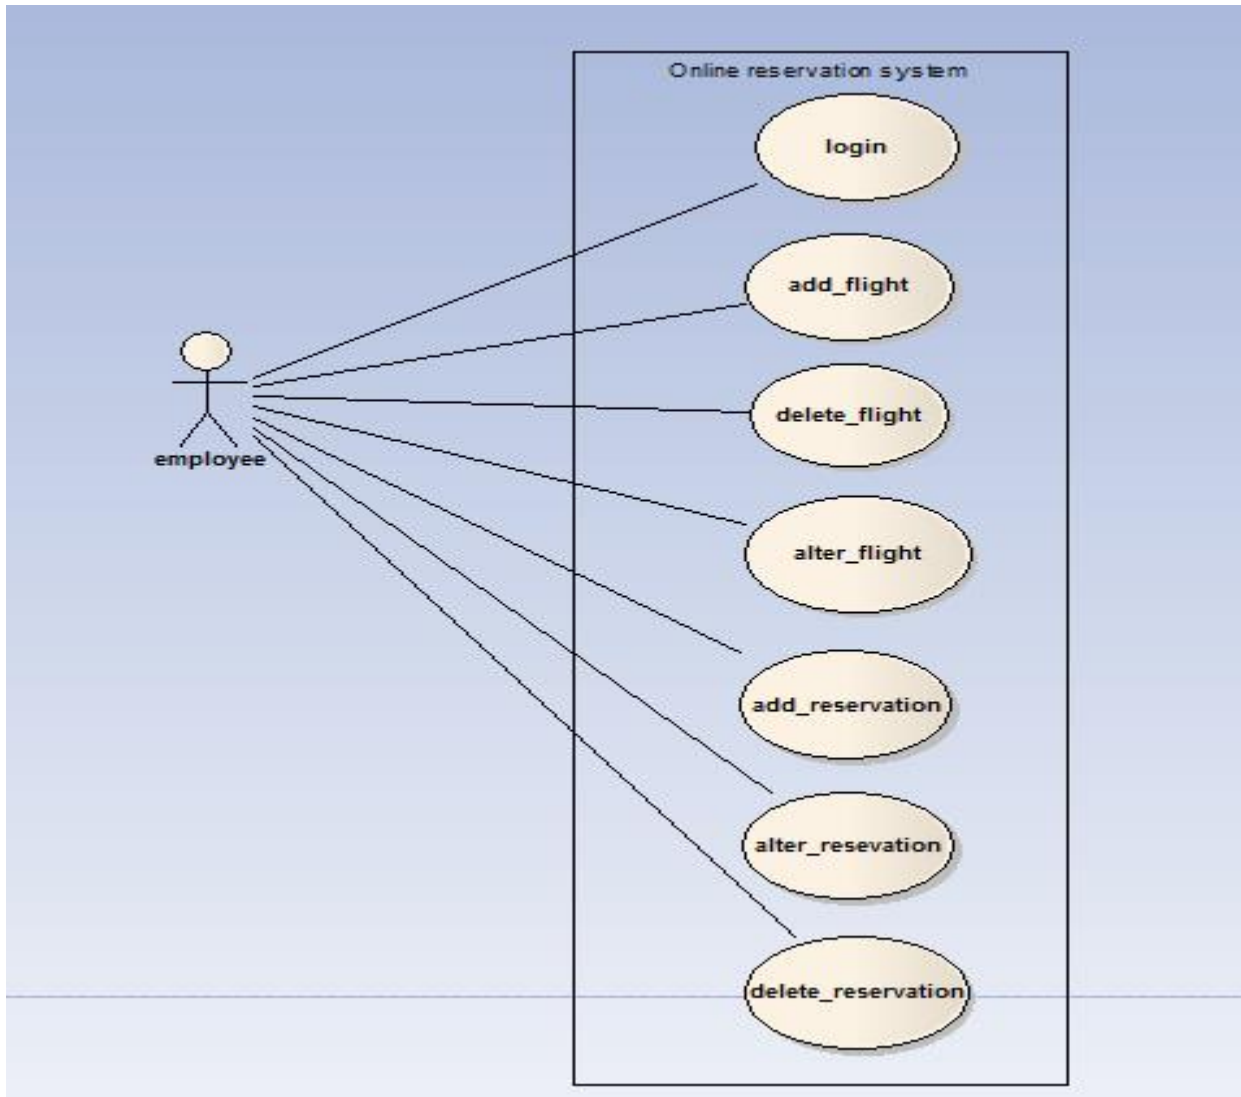 Online reservation system
login
add_flight
delete_flight
employee
alter_flight
add_reservation
alter_resevation
delete_reservation